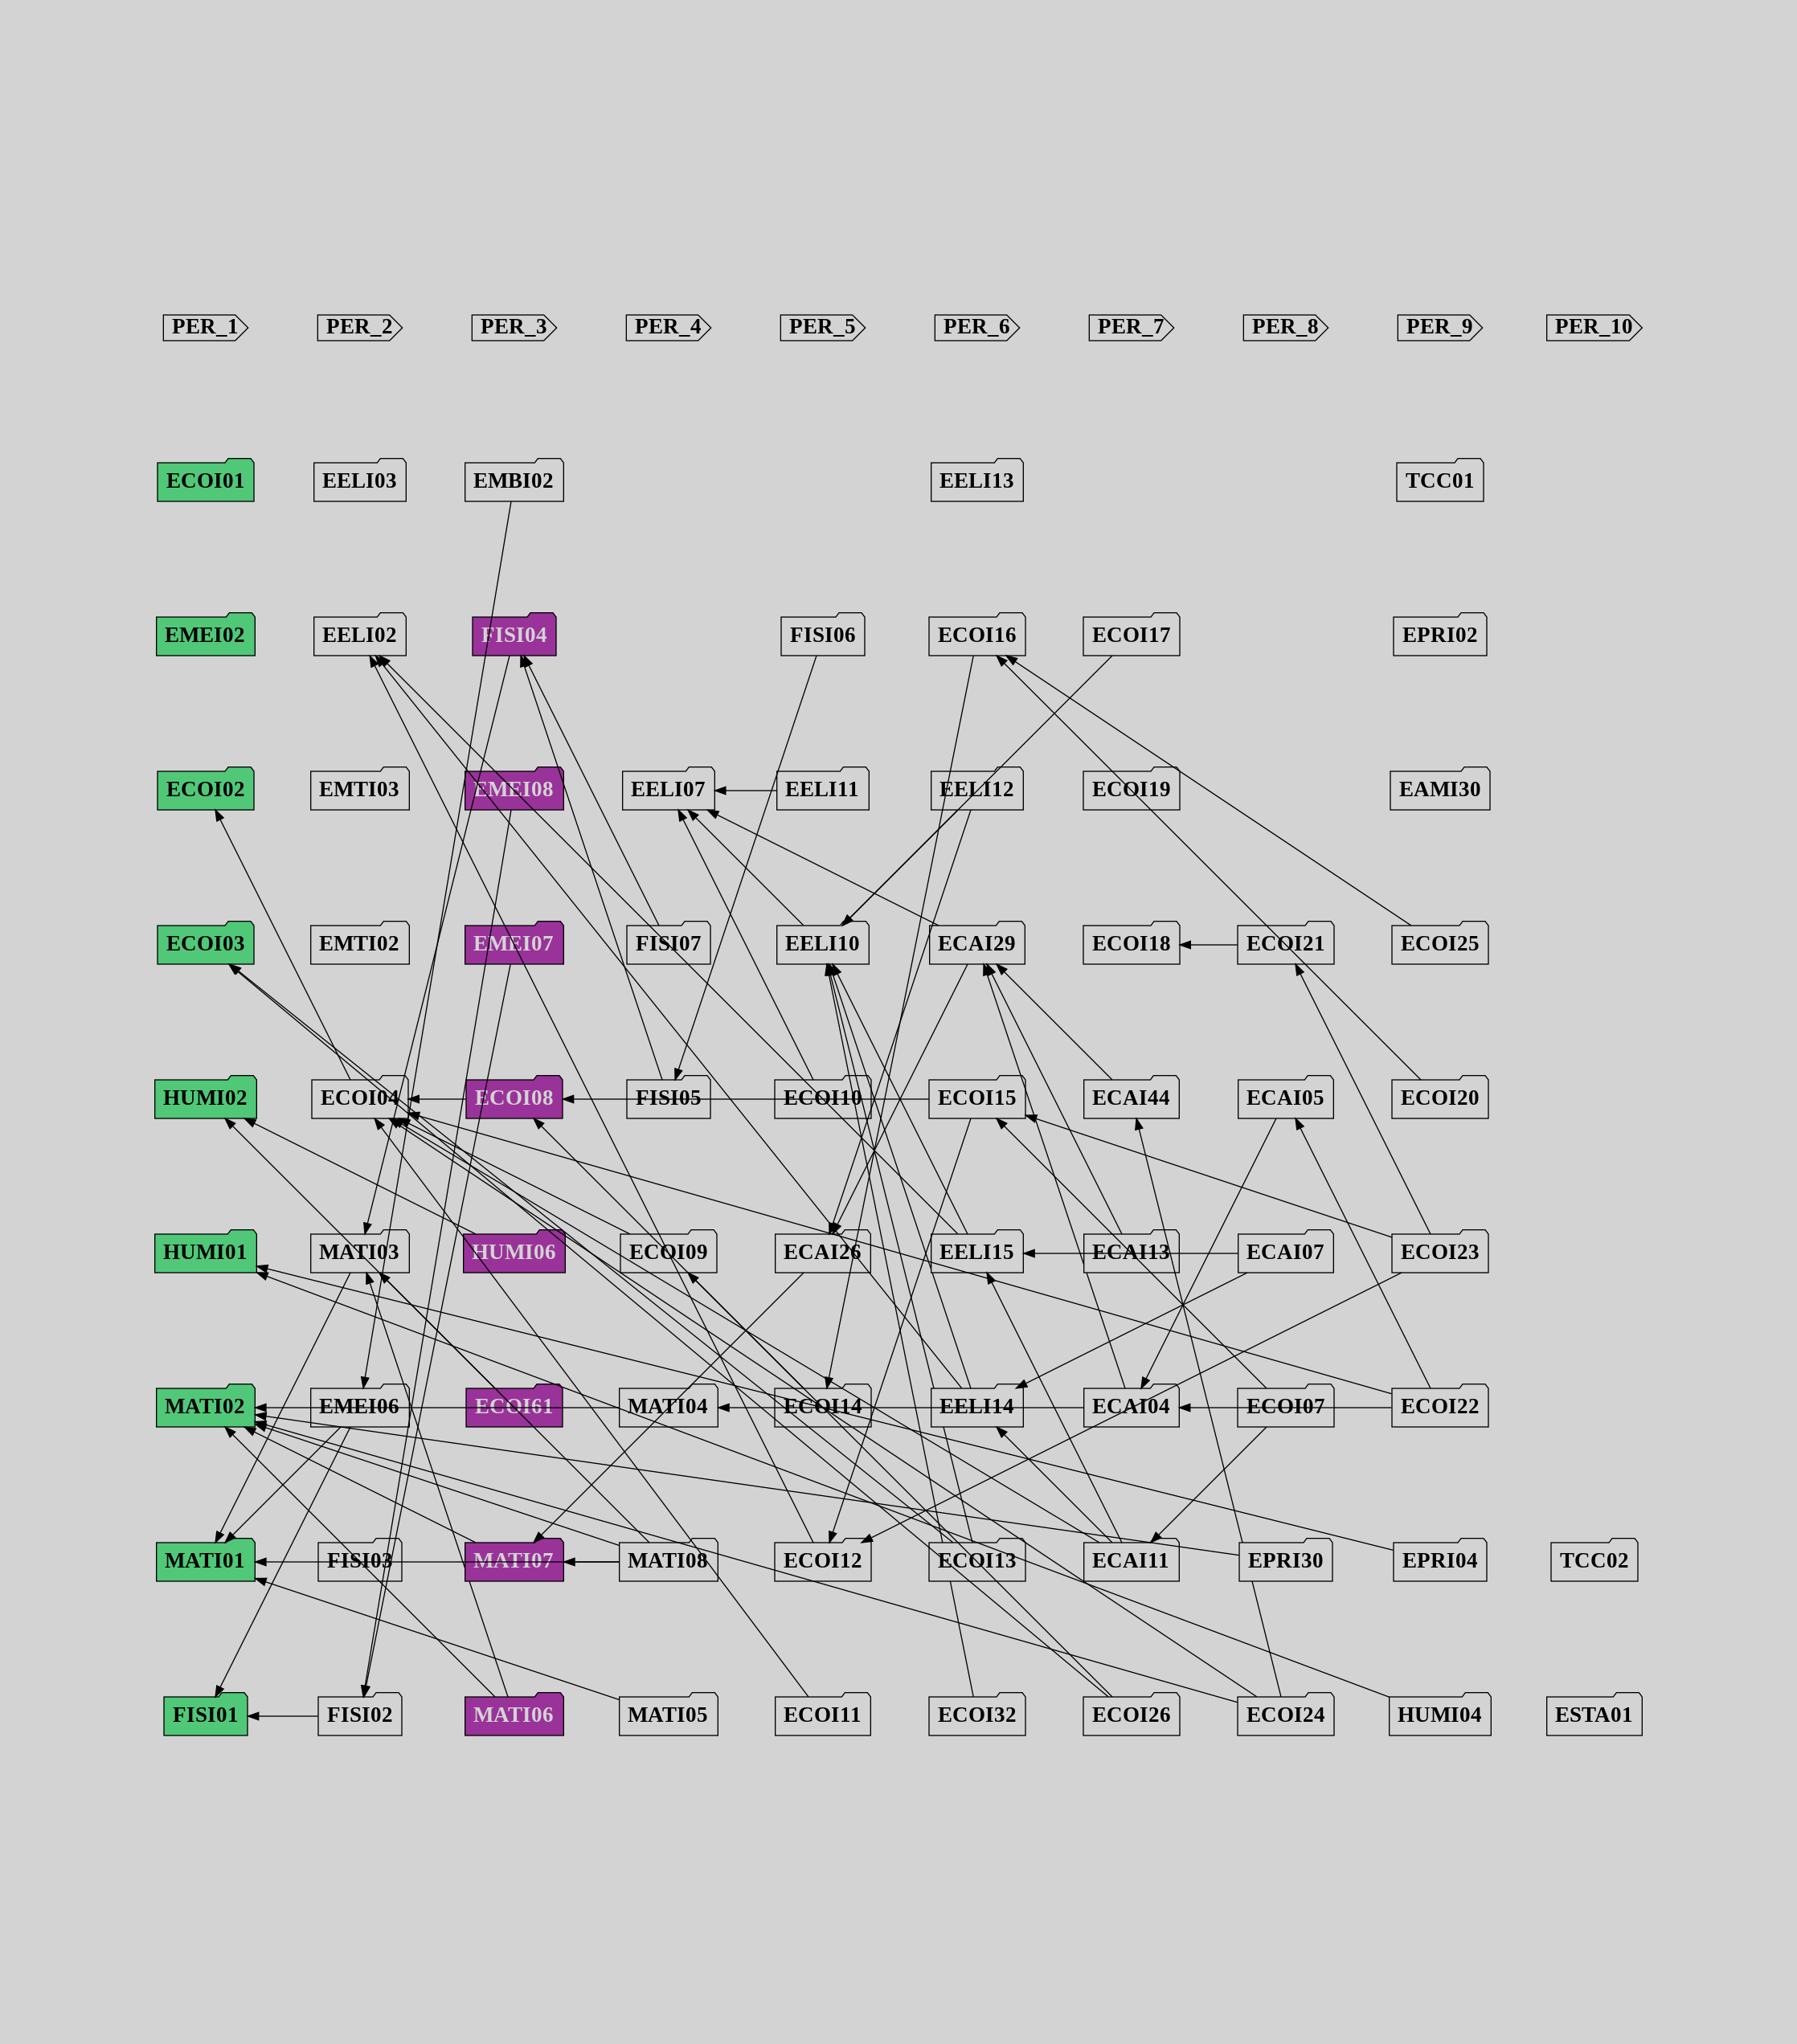 PER_1 PER_2 PER_3 PER_4 PER_5 PER_6 PER_7 PER_8 PER_9 PER_10
ECOI01 EELI03 EMBI02 EELI13 TCC01
EMEI02 EELI02 FISI04 FISI06 ECOI16 ECOI17 EPRI02
ECOI02 EMTI03 EMEI08 EELI07 EELI11 EELI12 ECOI19 EAMI30
ECOI03 EMTI02 EMEI07 FISI07 EELI10 ECAI29 ECOI18 ECOI21 ECOI25
HUMI02 ECOI04 ECOI08 FISI05 ECOI10 ECOI15 ECAI44 ECAI05 ECOI20
HUMI01 MATI03 HUMI06 ECOI09 ECAI26 EELI15 ECAI13 ECAI07 ECOI23
MATI02 EMEI06 ECOI61 MATI04 ECOI14 EELI14 ECAI04 ECOI07 ECOI22
MATI01 FISI03 MATI07 MATI08 ECOI12 ECOI13 ECAI11 EPRI30 EPRI04 TCC02
FISI01 FISI02 MATI06 MATI05 ECOI11 ECOI32 ECOI26 ECOI24 HUMI04 ESTA01